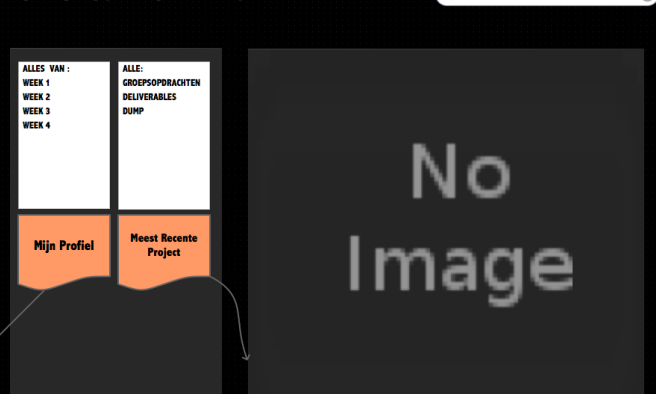 ALLES VAN :
WEEK 1
WEEK 2
WEEK 3
WEEK 4
ALLE:
GROEPSOPDRACHTEN
DELIVERABLES
DUMP
Mijn Profiel
Meest Recente
Project
No
Image